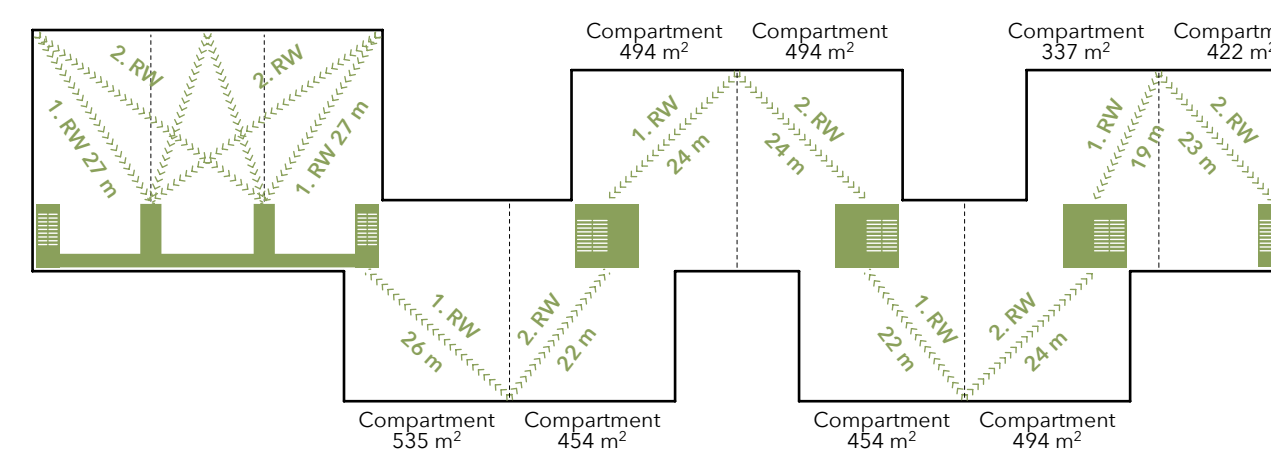 Compartment
494 m²
Compartment
494 m²
Compartment
337 m²
Compartm
422 m²
2. RW
2. RW
1. RW 27 m
1. RW 27 m
1. RW
24 m
2. RW
24 m
1. RW
19 m
2. RW
23 m
1. RW
26 m
2. RW
22 m
1. RW
22 m
2. RW
24 m
Compartment
535 m²
Compartment
454 m²
Compartment
454 m²
Compartment
494 m²